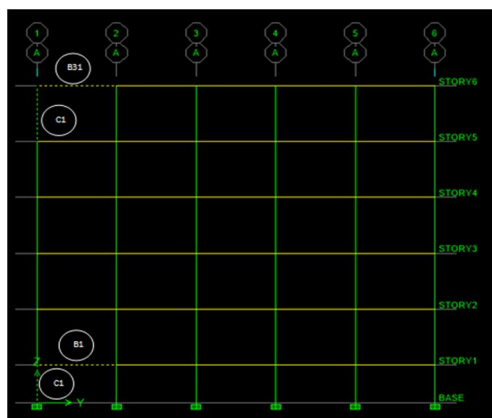 1 2 3 4 5 6
A A A A A A
B31
STORY6
C1
STORY5
STORY4
STORY3
STORY2
B1
STORY1
Z
C1
Y
BASE